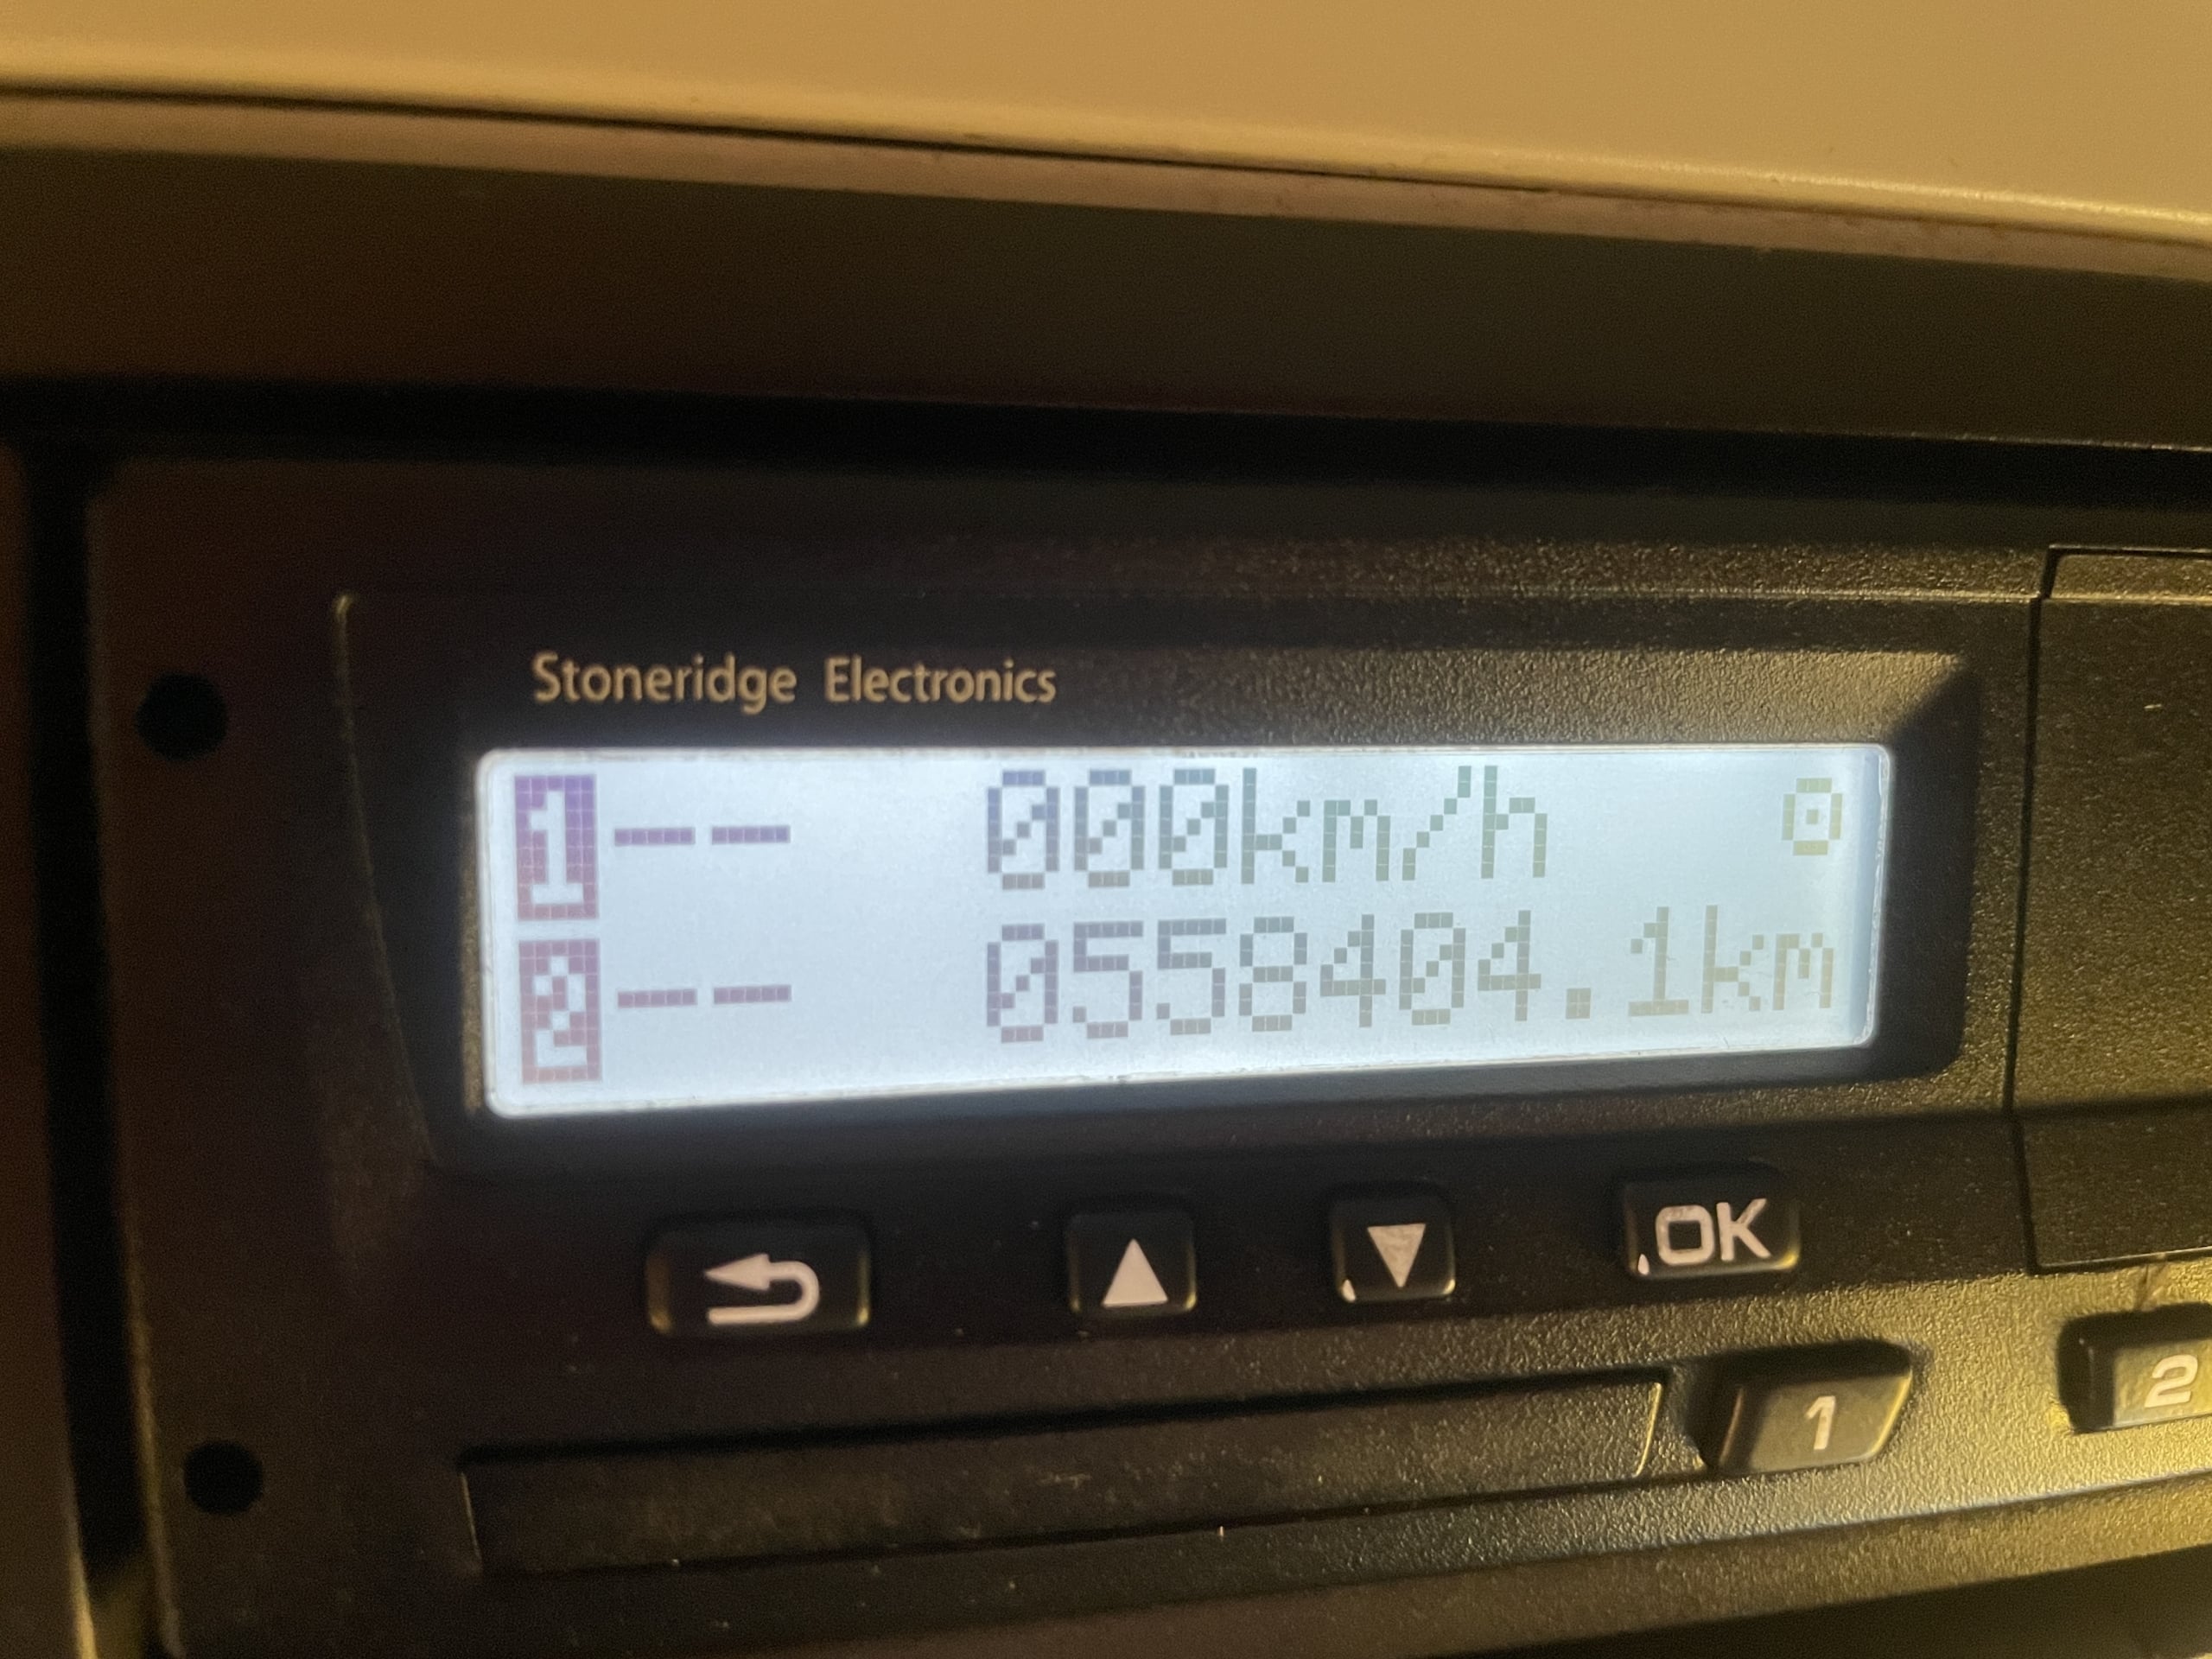 Stoneridge Electronics
1 -- 000km/h
2 -- 0558404.1km
OK
1
2